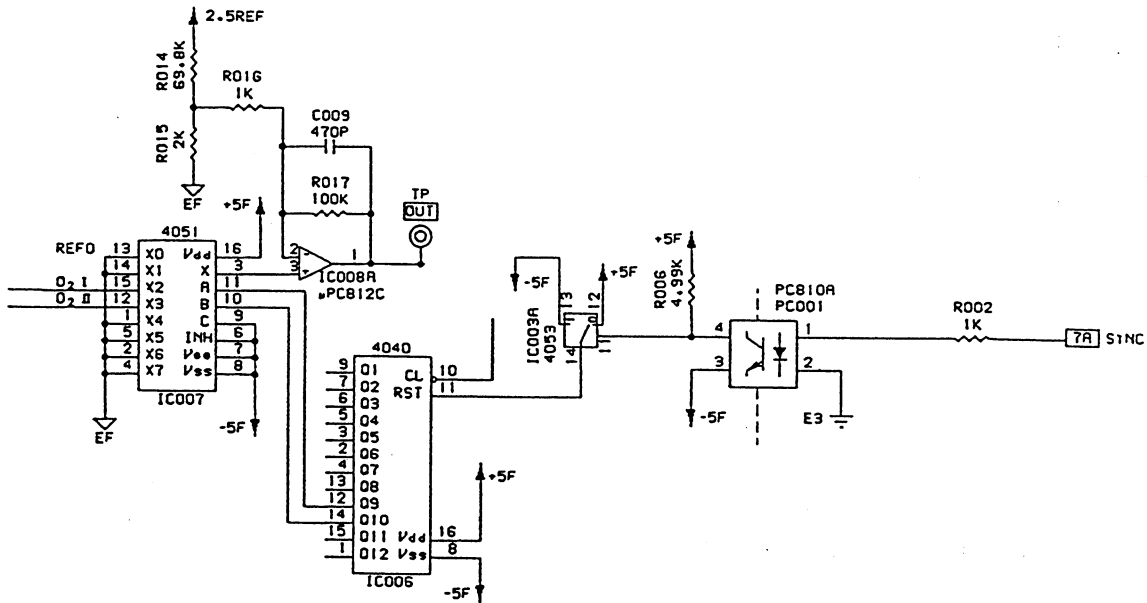 2.5REF
R014
69.8K
R016
1K
R015
2K
EF
C009
470P
R017
100K
TP
OUT
+5F
4051
REF0 13 X0 Vdd 16
14 X1 X 3
O2 I 15 X2 A 11
O2 II 12 X3 B 10
1 X4 C 9
5 X5 INH 6
2 X6 Vee 7
4 X7 Vss 8
IC007
EF
-5F
2
3
1
IC008A
µPC812C
4040
9 O1 CL 10
7 O2 RST 11
6 O3
5 O4
3 O5
2 O6
4 O7
13 O8
12 O9
14 O10
15 O11 Vdd 16
1 O12 Vss 8
IC006
+5F
-5F
-5F
13
12
+5F
IC003A
4053
14
11
R006
4.99K
+5F
PC810A
PC001
4
1
3
2
-5F
E3
R002
1K
7A SYNC